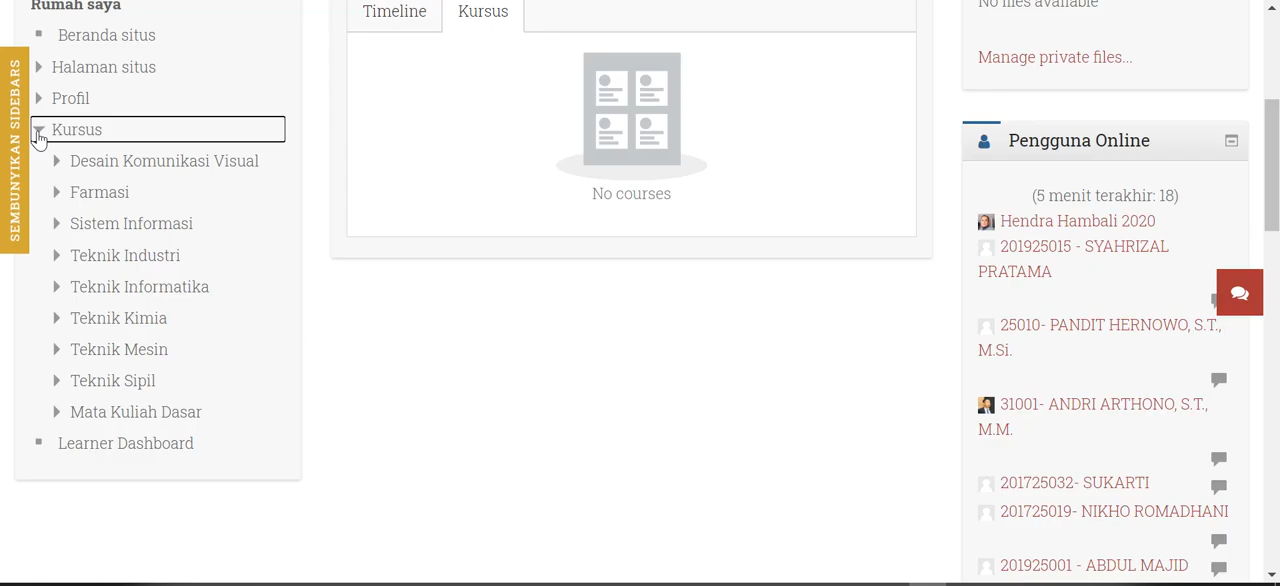 Rumah saya
Beranda situs
Halaman situs
Profil
Kursus
Desain Komunikasi Visual
Farmasi
Sistem Informasi
Teknik Industri
Teknik Informatika
Teknik Kimia
Teknik Mesin
Teknik Sipil
Mata Kuliah Dasar
Learner Dashboard
SEMBUNYIKAN SIDEBARS
Timeline
Kursus
No courses
No files available
Manage private files...
Pengguna Online
(5 menit terakhir: 18)
Hendra Hambali 2020
201925015 - SYAHRIZAL
PRATAMA
25010- PANDIT HERNOWO, S.T.,
M.Si.
31001- ANDRI ARTHONO, S.T.,
M.M.
201725032- SUKARTI
201725019- NIKHO ROMADHANI
201925001 - ABDUL MAJID